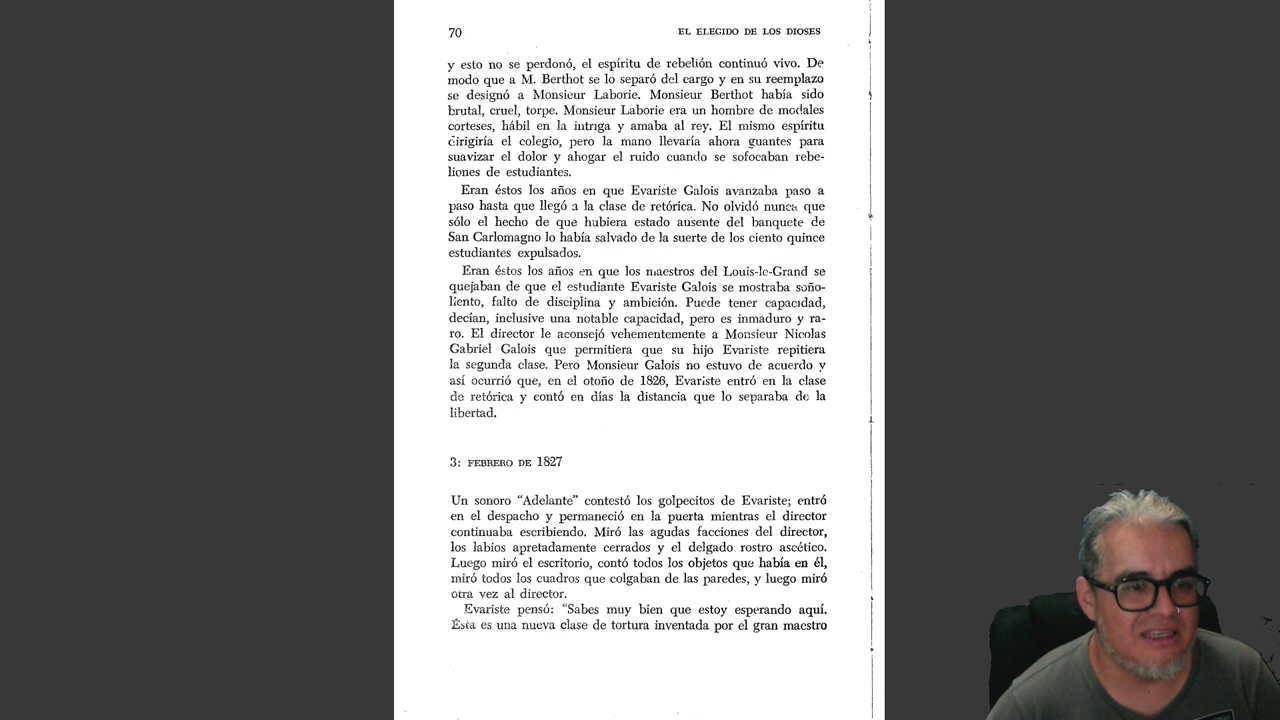 70
EL ELEGIDO DE LOS DIOSES
y esto no se perdonó, el espíritu de rebelión continuó vivo. De
modo que a M. Berthot se lo separó del cargo y en su reemplazo
se designó a Monsieur Laborie. Monsieur Berthot había sido
brutal, cruel, torpe. Monsieur Laborie era un hombre de modales
corteses, hábil en la intriga y amaba al rey. El mismo espíritu
dirigiría el colegio, pero la mano llevaría ahora guantes para
suavizar el dolor y ahogar el ruido cuando se sofocaban rebe-
liones de estudiantes.
Eran éstos los años en que Evariste Galois avanzaba paso a
paso hasta que llegó a la clase de retórica. No olvidó nunca que
sólo el hecho de que hubiera estado ausente del banquete de
San Carlomagno lo había salvado de la suerte de los ciento quince
estudiantes expulsados.
Eran éstos los años en que los maestros del Louis-le-Grand se
quejaban de que el estudiante Evariste Galois se mostraba soño-
liento, falto de disciplina y ambición. Puede tener capacidad,
decían, inclusive una notable capacidad, pero es inmaduro y ra-
ro. El director le aconsejó vehementemente a Monsieur Nicolas
Gabriel Galois que permitiera que su hijo Evariste repitiera
la segunda clase. Pero Monsieur Galois no estuvo de acuerdo y
así ocurrió que, en el otoño de 1826, Evariste entró en la clase
de retórica y contó en días la distancia que lo separaba de la
libertad.
3: FEBRERO DE 1827
Un sonoro “Adelante” contestó los golpecitos de Evariste; entró
en el despacho y permaneció en la puerta mientras el director
continuaba escribiendo. Miró las agudas facciones del director,
los labios apretadamente cerrados y el delgado rostro ascético.
Luego miró el escritorio, contó todos los objetos que había en él,
miró todos los cuadros que colgaban de las paredes, y luego miró
otra vez al director.
Evariste pensó: “Sabes muy bien que estoy esperando aquí.
Ésta es una nueva clase de tortura inventada por el gran maestro